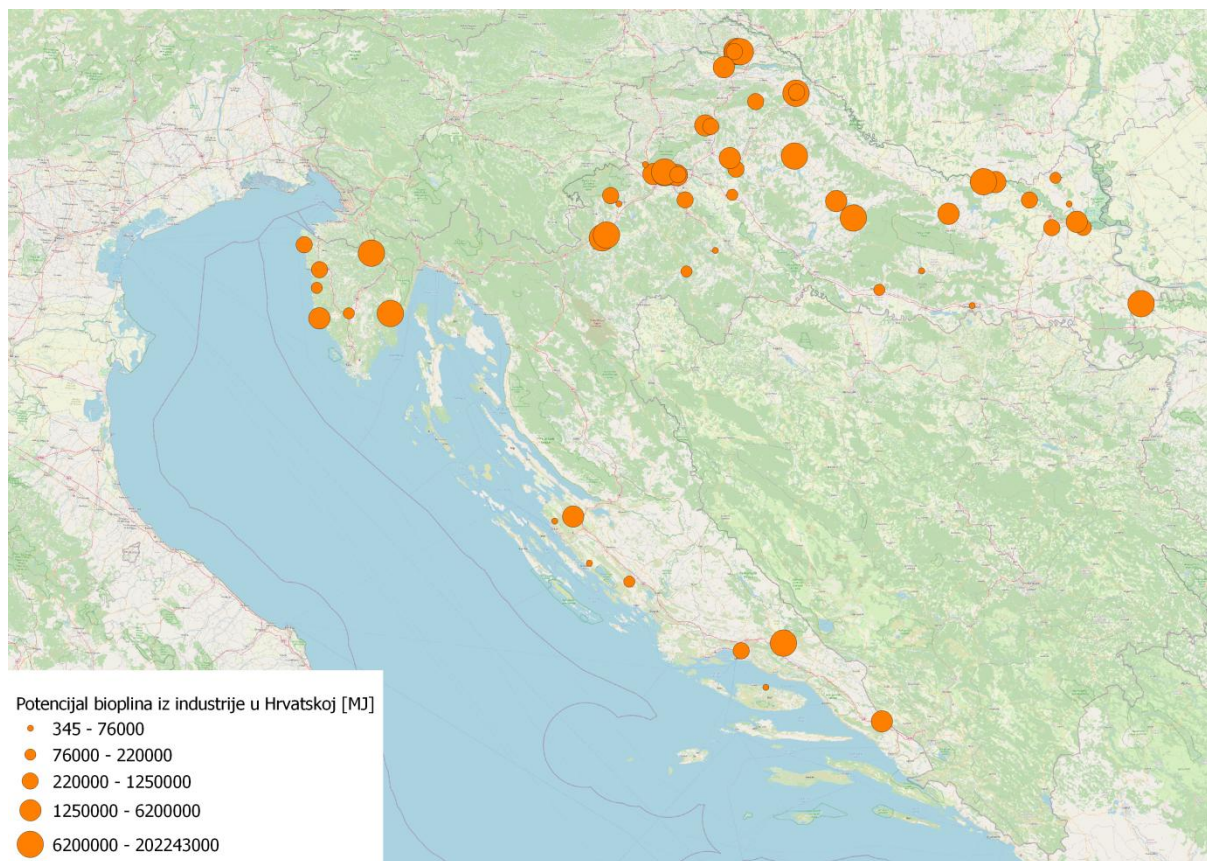 Potencijal bioplina iz industrije u Hrvatskoj [MJ]
345 - 76000
76000 - 220000
220000 - 1250000
1250000 - 6200000
6200000 - 202243000